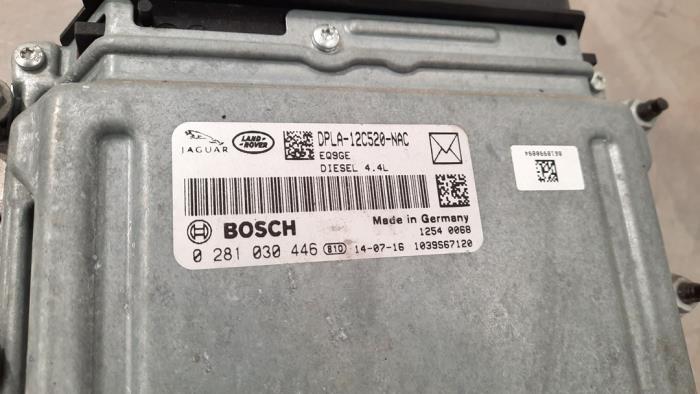 JAGUAR
LAND-
ROVER
DPLA-12C520-NAC
EQ9GE
DIESEL 4.4L
BOSCH
Made in Germany
1254 0068
0 281 030 446 B10 14-07-16 1039S67120